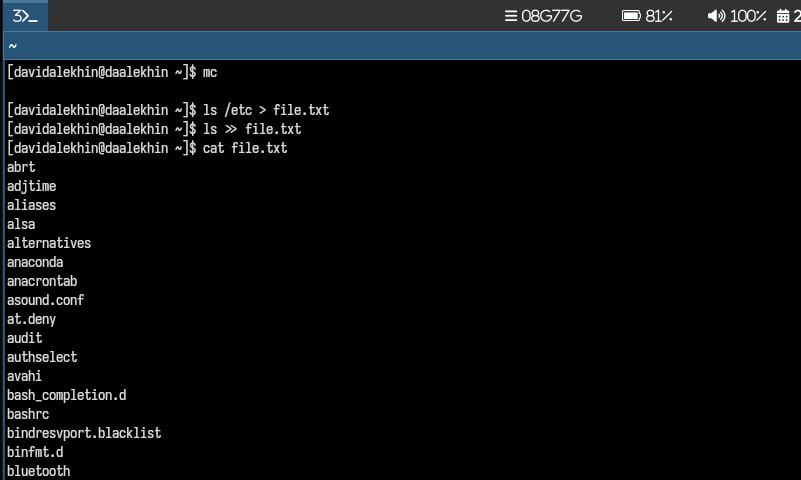 3 08G77G 81% 100% 2
~
[davidalekhin@daalekhin ~]$ mc
[davidalekhin@daalekhin ~]$ ls /etc > file.txt
[davidalekhin@daalekhin ~]$ ls >> file.txt
[davidalekhin@daalekhin ~]$ cat file.txt
abrt
adjtime
aliases
alsa
alternatives
anaconda
anacrontab
asound.conf
at.deny
audit
authselect
avahi
bash_completion.d
bashrc
bindresvport.blacklist
binfmt.d
bluetooth